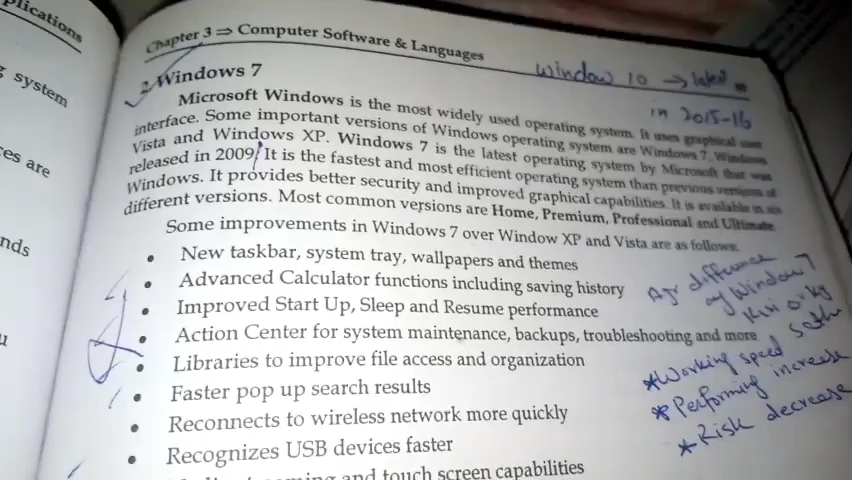 plications
g system
ces are
nds
u
Chapter 3 ⇒ Computer Software & Languages
Window 10 → latest
in 2015-16
2. Windows 7
Microsoft Windows is the most widely used operating system. It uses graphical user
interface. Some important versions of Windows operating system are Windows 7, Windows
Vista and Windows XP. Windows 7 is the latest operating system by Microsoft that was
released in 2009. It is the fastest and most efficient operating system than previous versions of
Windows. It provides better security and improved graphical capabilities. It is available in six
different versions. Most common versions are Home, Premium, Professional and Ultimate.
Some improvements in Windows 7 over Window XP and Vista are as follows:
• New taskbar, system tray, wallpapers and themes
• Advanced Calculator functions including saving history
• Improved Start Up, Sleep and Resume performance
• Action Center for system maintenance, backups, troubleshooting and more
• Libraries to improve file access and organization
• Faster pop up search results
• Reconnects to wireless network more quickly
• Recognizes USB devices faster
and touch screen capabilities
difference
Window 7
* Working speed
* Performing increase
* Risk decrease